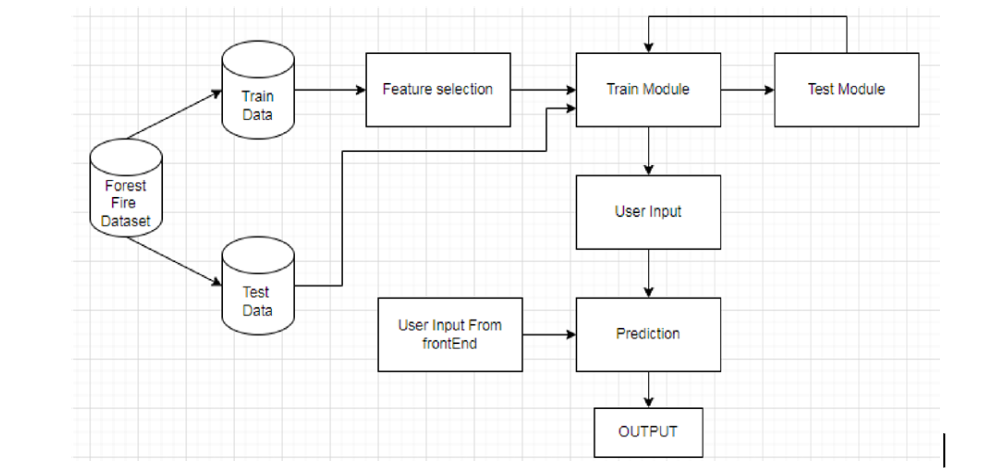 Train
Data
Feature selection
Train Module
Test Module
Forest
Fire
Dataset
User Input
Test
Data
User Input From
frontEnd
Prediction
OUTPUT